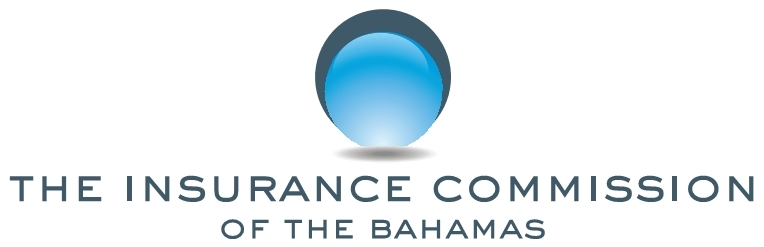 THE INSURANCE COMMISSION
OF THE BAHAMAS